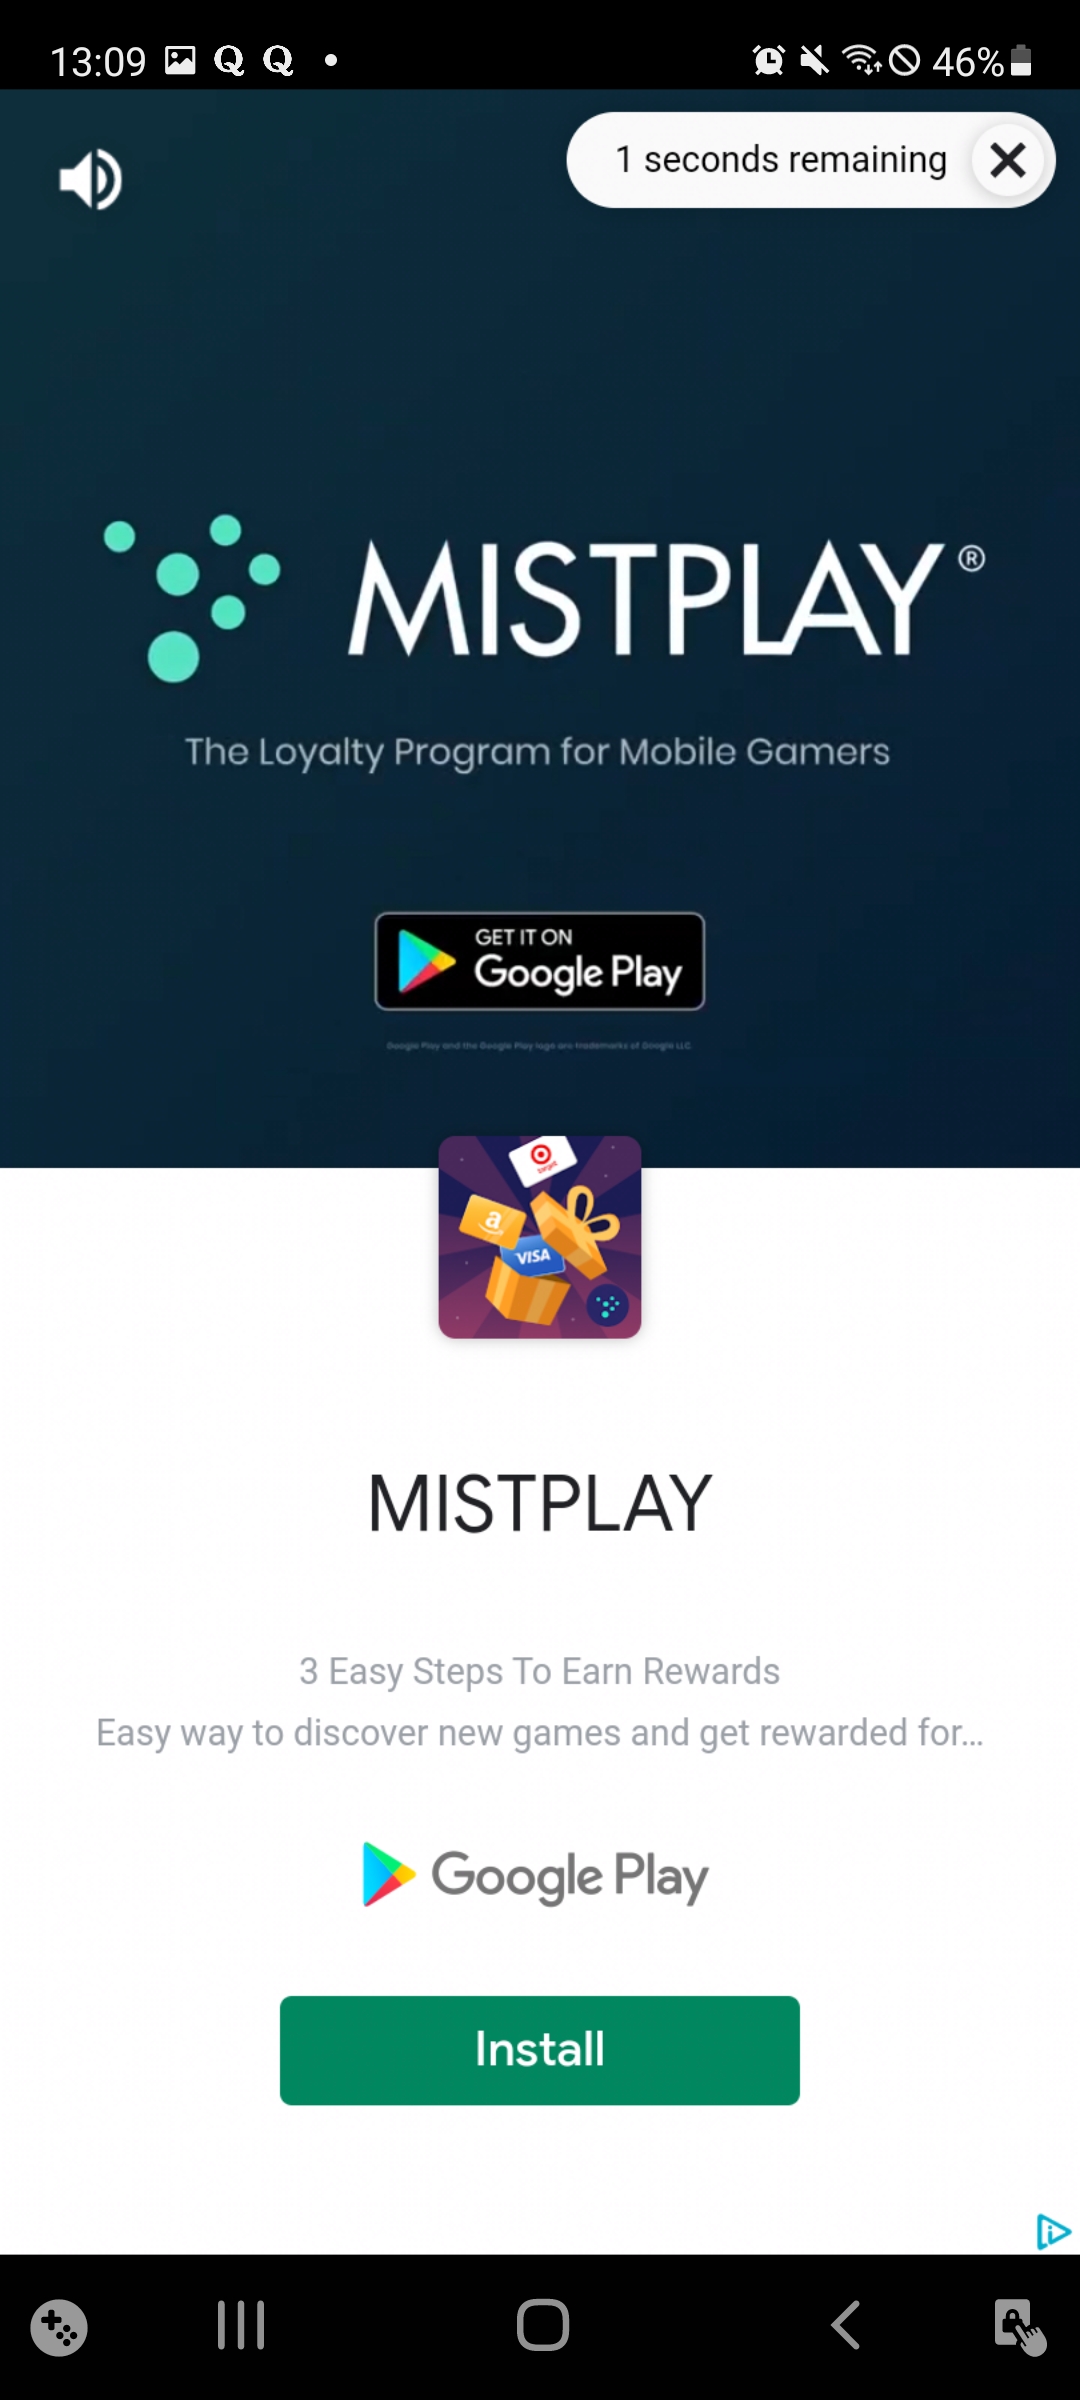 13:09
46%
1 seconds remaining
MISTPLAY®
The Loyalty Program for Mobile Gamers
GET IT ON
Google Play
Google Play and the Google Play logo are trademarks of Google LLC.
Target
a
VISA
MISTPLAY
3 Easy Steps To Earn Rewards
Easy way to discover new games and get rewarded for...
Google Play
Install